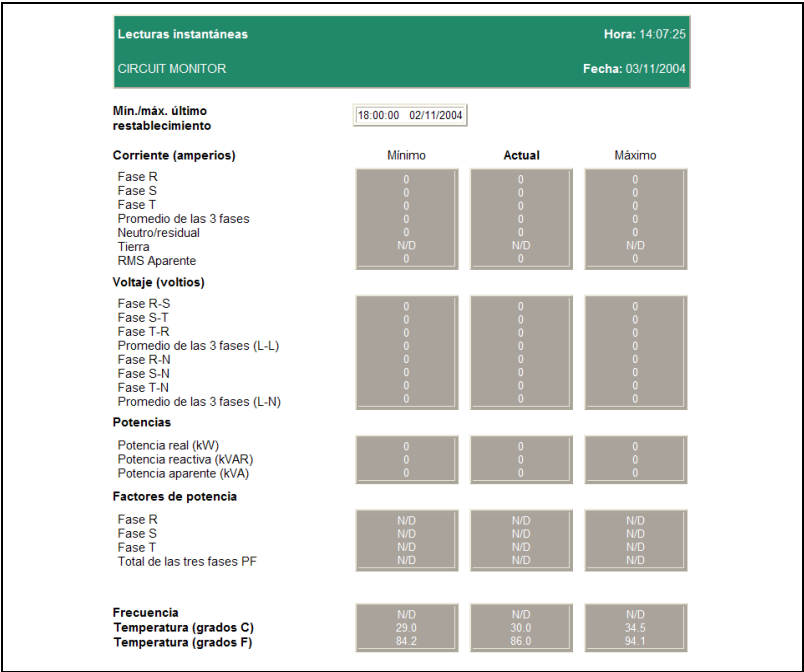 Lecturas instantáneas Hora: 14:07:25
CIRCUIT MONITOR Fecha: 03/11/2004
Mín./máx. último
restablecimiento
18:00:00 02/11/2004
Corriente (amperios) Mínimo Actual Máximo
Fase R 0 0 0
Fase S 0 0 0
Fase T 0 0 0
Promedio de las 3 fases 0 0 0
Neutro/residual 0 0 0
Tierra N/D N/D N/D
RMS Aparente 0 0 0
Voltaje (voltios)
Fase R-S 0 0 0
Fase S-T 0 0 0
Fase T-R 0 0 0
Promedio de las 3 fases (L-L) 0 0 0
Fase R-N 0 0 0
Fase S-N 0 0 0
Fase T-N 0 0 0
Promedio de las 3 fases (L-N) 0 0 0
Potencias
Potencia real (kW) 0 0 0
Potencia reactiva (kVAR) 0 0 0
Potencia aparente (kVA) 0 0 0
Factores de potencia
Fase R N/D N/D N/D
Fase S N/D N/D N/D
Fase T N/D N/D N/D
Total de las tres fases PF N/D N/D N/D
Frecuencia N/D N/D N/D
Temperatura (grados C) 29.0 30.0 34.5
Temperatura (grados F) 84.2 86.0 94.1